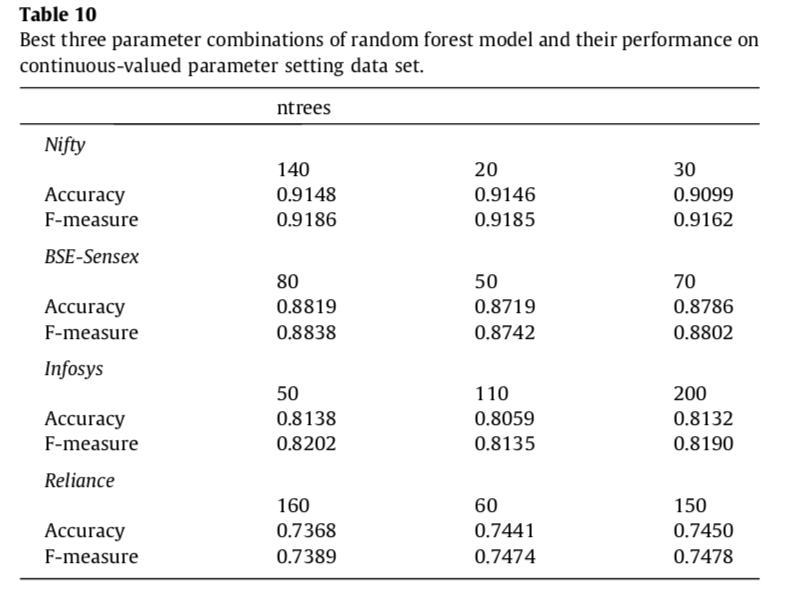 Table 10
Best three parameter combinations of random forest model and their performance on
continuous-valued parameter setting data set.
ntrees
Nifty
140 20 30
Accuracy 0.9148 0.9146 0.9099
F-measure 0.9186 0.9185 0.9162
BSE-Sensex
80 50 70
Accuracy 0.8819 0.8719 0.8786
F-measure 0.8838 0.8742 0.8802
Infosys
50 110 200
Accuracy 0.8138 0.8059 0.8132
F-measure 0.8202 0.8135 0.8190
Reliance
160 60 150
Accuracy 0.7368 0.7441 0.7450
F-measure 0.7389 0.7474 0.7478